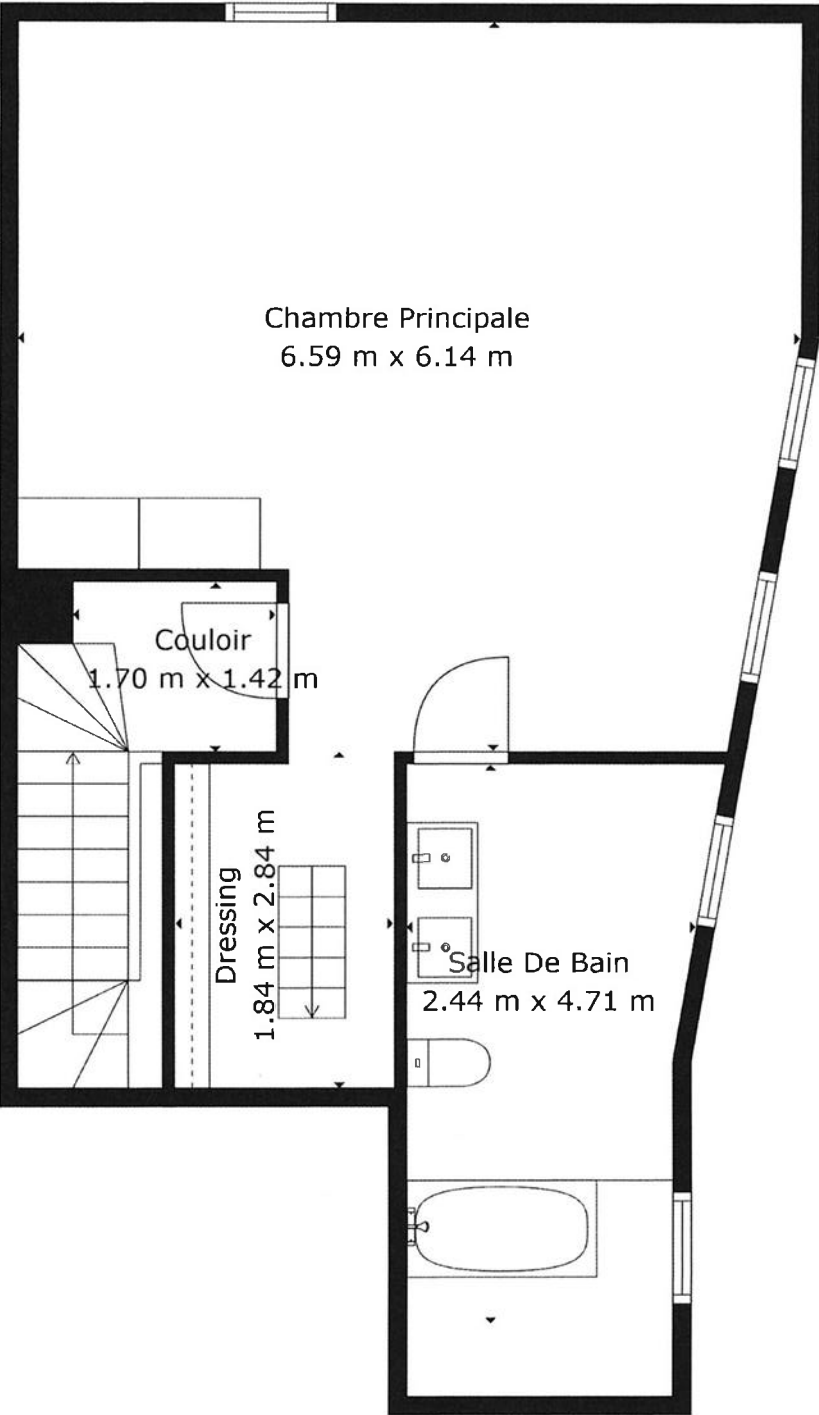 Chambre Principale
6.59 m x 6.14 m
Couloir
1.70 m x 1.42 m
Dressing
1.84 m x 2.84 m
Salle De Bain
2.44 m x 4.71 m